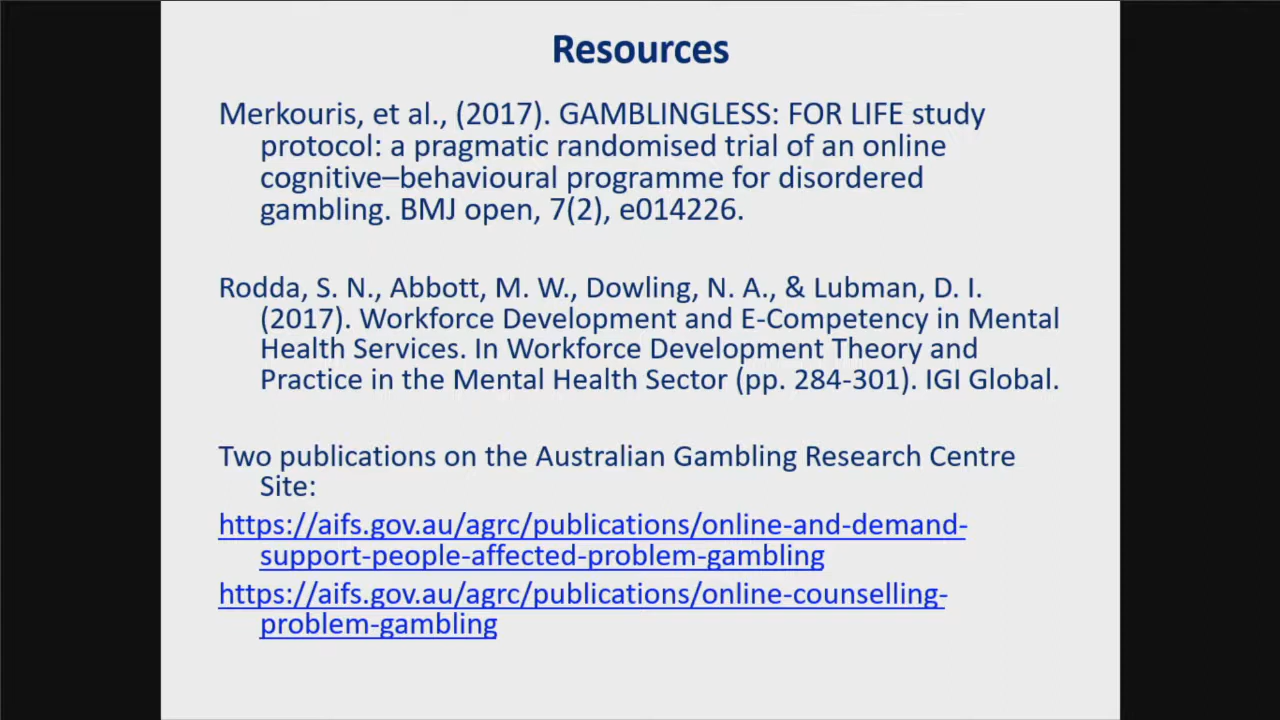 Resources
Merkouris, et al., (2017). GAMBLINGLESS: FOR LIFE study
protocol: a pragmatic randomised trial of an online
cognitive–behavioural programme for disordered
gambling. BMJ open, 7(2), e014226.
Rodda, S. N., Abbott, M. W., Dowling, N. A., & Lubman, D. I.
(2017). Workforce Development and E-Competency in Mental
Health Services. In Workforce Development Theory and
Practice in the Mental Health Sector (pp. 284-301). IGI Global.
Two publications on the Australian Gambling Research Centre
Site:
https://aifs.gov.au/agrc/publications/online-and-demand-
support-people-affected-problem-gambling
https://aifs.gov.au/agrc/publications/online-counselling-
problem-gambling